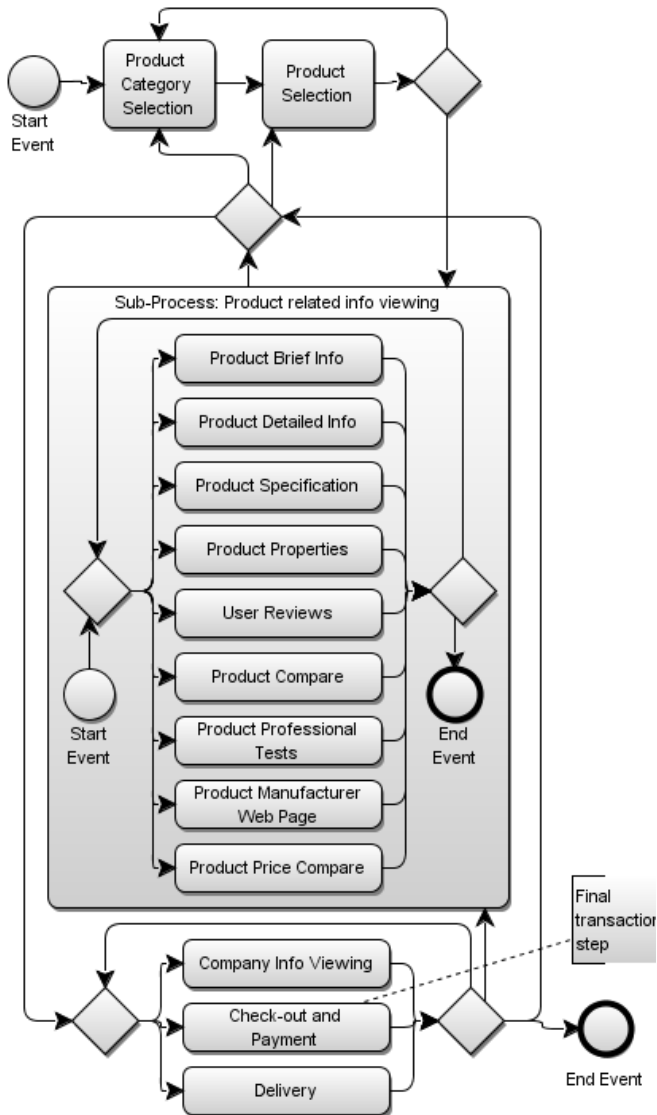 Product
Category
Selection
Product
Selection
Start
Event
Sub-Process: Product related info viewing
Product Brief Info
Product Detailed Info
Product Specification
Product Properties
User Reviews
Product Compare
Start
Event
End
Event
Product Professional
Tests
Product Manufacturer
Web Page
Product Price Compare
Final
transaction
step
Company Info Viewing
Check-out and
Payment
Delivery
End Event